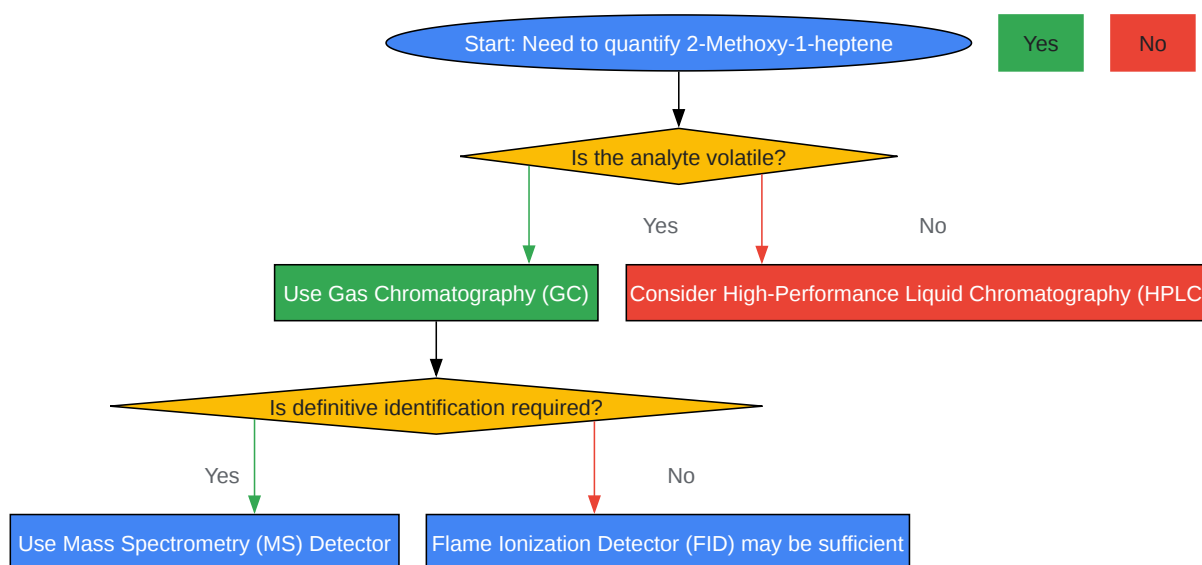 Start: Need to quantify 2-Methoxy-1-heptene
Yes
No
Is the analyte volatile?
Yes
No
Use Gas Chromatography (GC)
Consider High-Performance Liquid Chromatography (HPLC
Is definitive identification required?
Yes
No
Use Mass Spectrometry (MS) Detector
Flame Ionization Detector (FID) may be sufficient